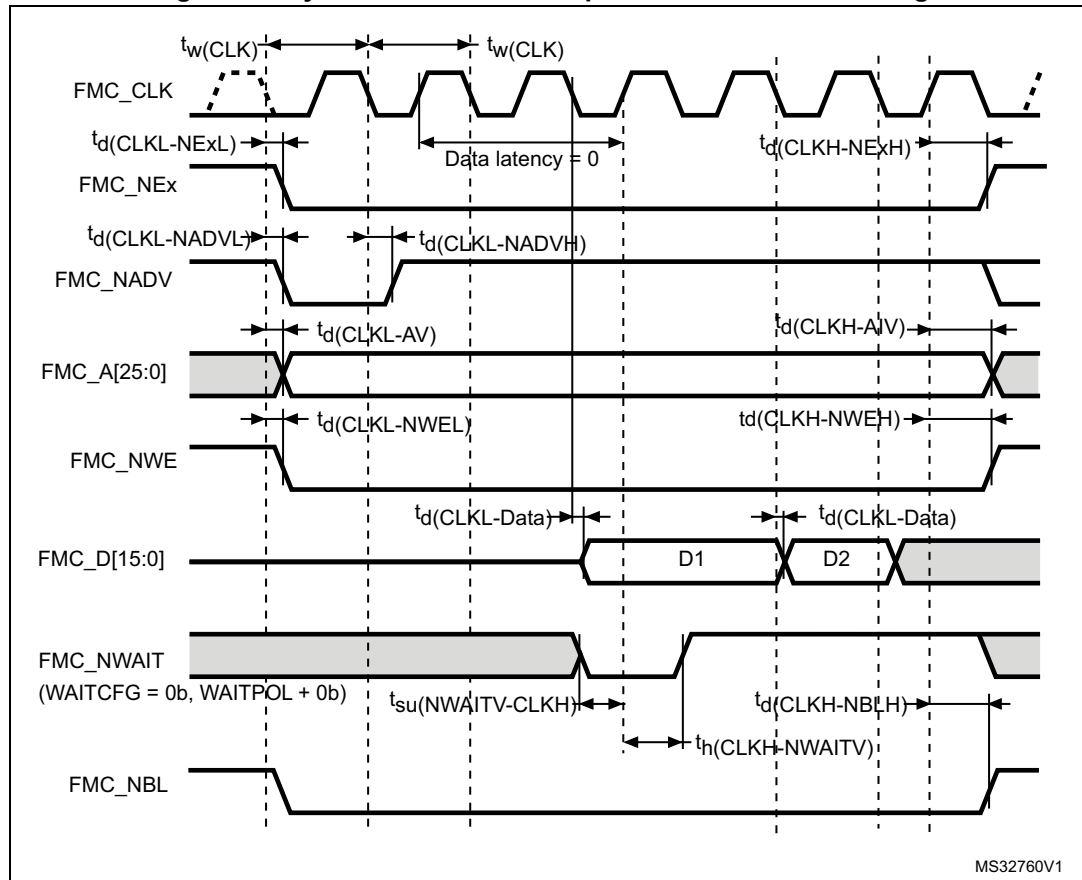 tw(CLK) tw(CLK)
FMC_CLK
td(CLKL-NExL) Data latency = 0 td(CLKH-NExH)
FMC_NEx
td(CLKL-NADVL) td(CLKL-NADVH)
FMC_NADV
td(CLKL-AV) td(CLKH-AIV)
FMC_A[25:0]
td(CLKL-NWEL) td(CLKH-NWEH)
FMC_NWE
td(CLKL-Data) td(CLKL-Data)
FMC_D[15:0] D1 D2
FMC_NWAIT
(WAITCFG = 0b, WAITPOL + 0b)
tsu(NWAITV-CLKH) td(CLKH-NBLH)
th(CLKH-NWAITV)
FMC_NBL
MS32760V1